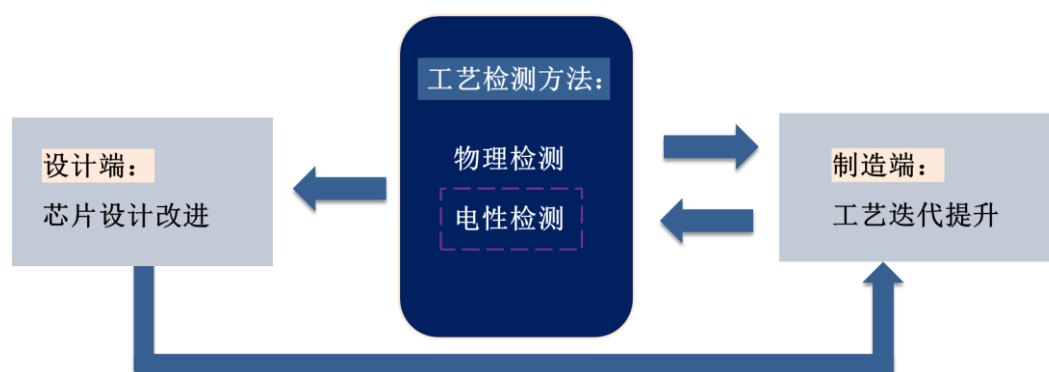 工艺检测方法：
物理检测
电性检测
设计端：
芯片设计改进
制造端：
工艺迭代提升